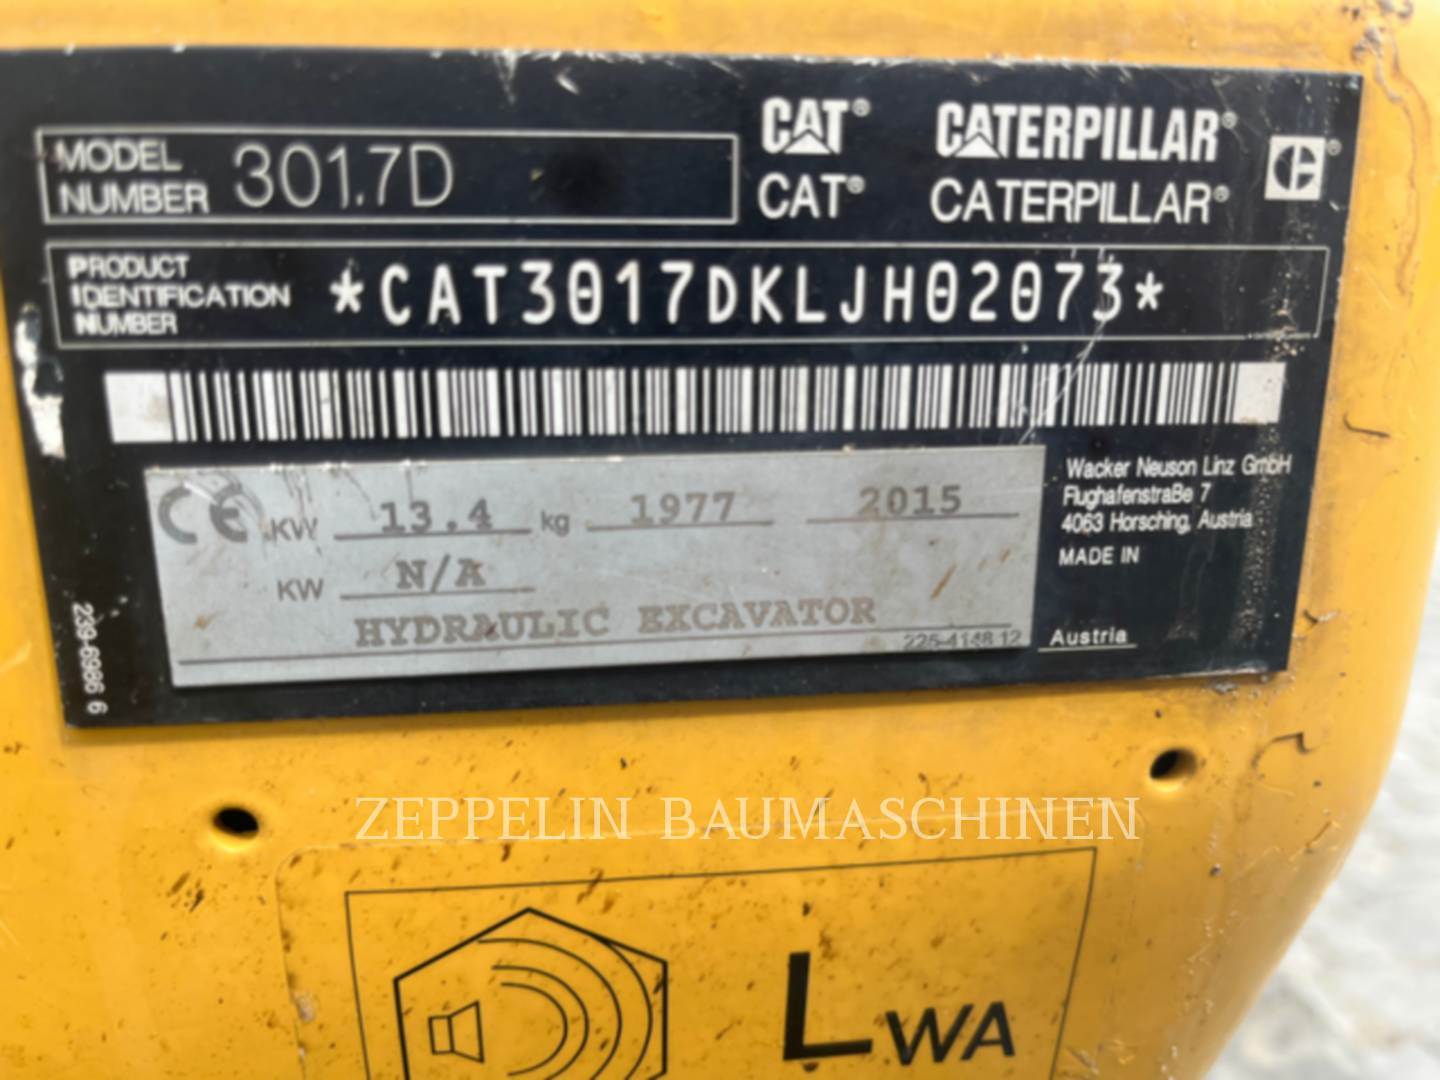 MODEL NUMBER 301.7D
CAT® CATERPILLAR®
CAT® CATERPILLAR®
PRODUCT IDENTIFICATION NUMBER *CAT3017DKLJH02073*
Wacker Neuson Linz GmbH
Flughafenstraße 7
4063 Horsching, Austria
MADE IN
Austria
CE KW 13.4 kg 1977 2015
KW N/A
HYDRAULIC EXCAVATOR
225-4148 12
239-6986 6
ZEPPELIN BAUMASCHINEN
LWA